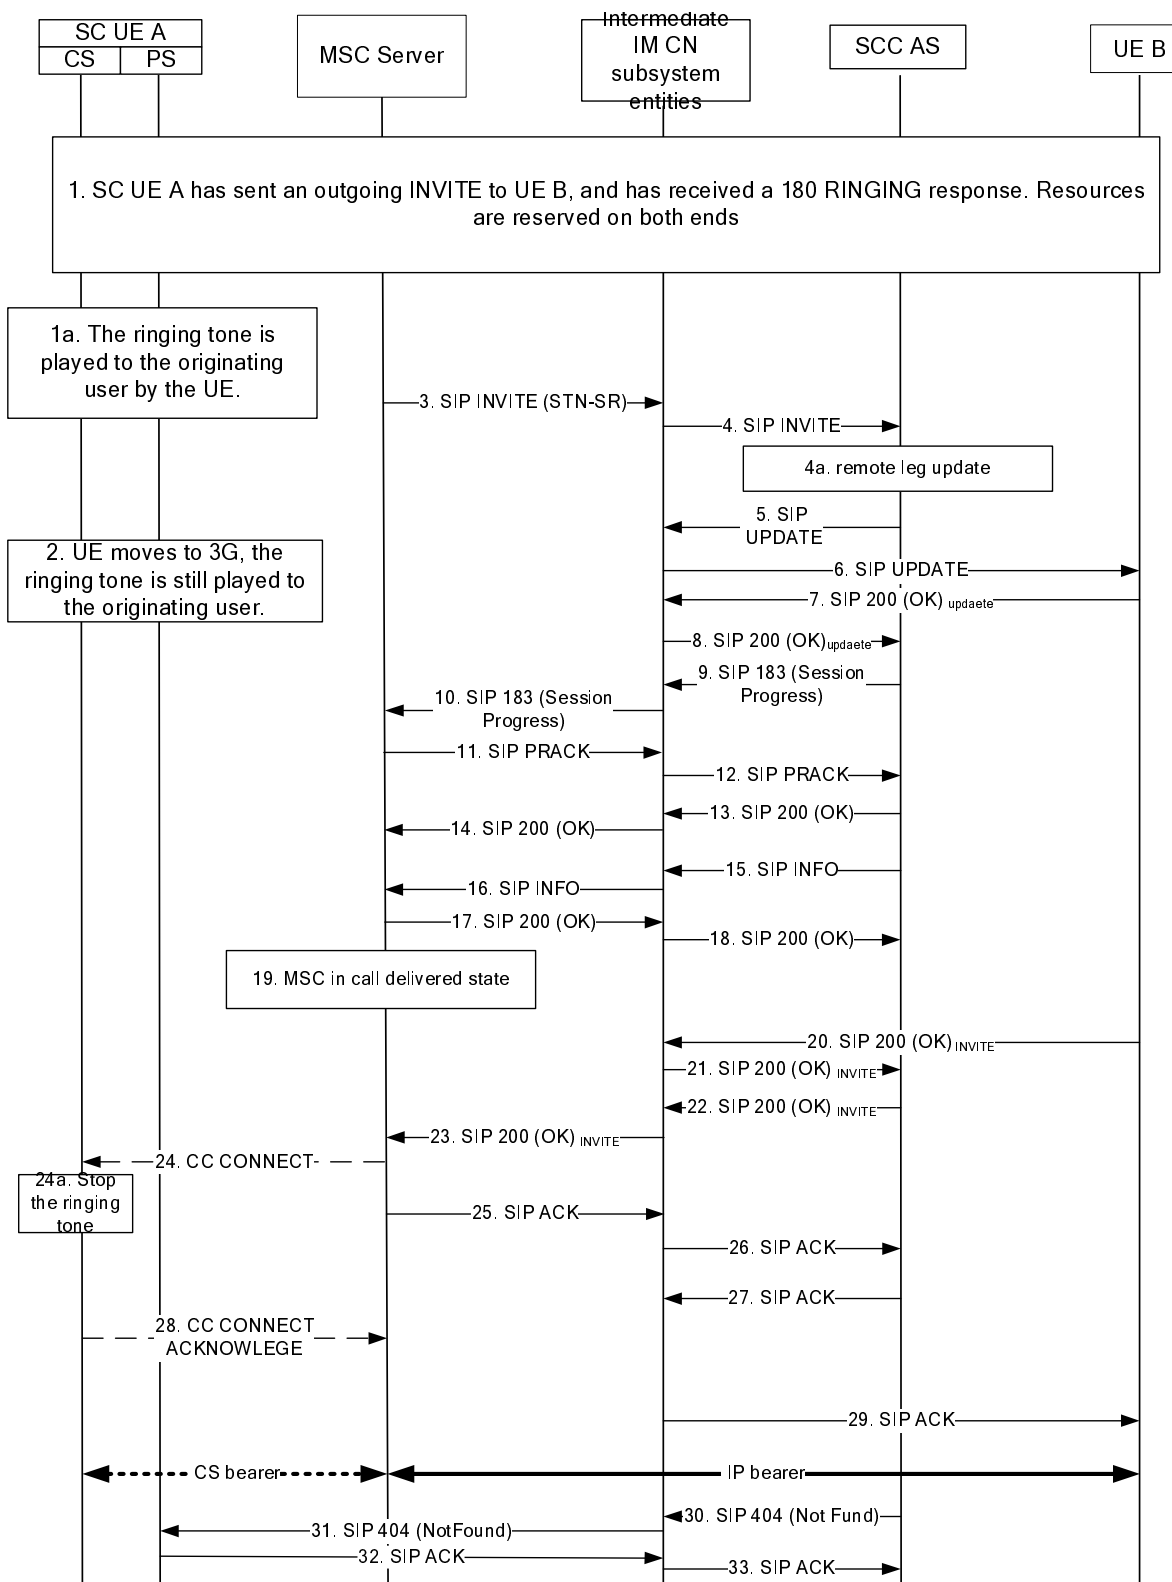 SC UE A
CS
PS
MSC Server
Intermediate
IM CN
subsystem
entities
SCC AS
UE B
1. SC UE A has sent an outgoing INVITE to UE B, and has received a 180 RINGING response. Resources
are reserved on both ends
1a. The ringing tone is
played to the originating
user by the UE.
3. SIP INVITE (STN-SR)
4. SIP INVITE
4a. remote leg update
5. SIP
UPDATE
2. UE moves to 3G, the
ringing tone is still played to
the originating user.
6. SIP UPDATE
7. SIP 200 (OK) updaete
8. SIP 200 (OK)updaete
9. SIP 183 (Session
Progress)
10. SIP 183 (Session
Progress)
11. SIP PRACK
12. SIP PRACK
13. SIP 200 (OK)
14. SIP 200 (OK)
15. SIP INFO
16. SIP INFO
17. SIP 200 (OK)
18. SIP 200 (OK)
19. MSC in call delivered state
20. SIP 200 (OK) INVITE
21. SIP 200 (OK) INVITE
22. SIP 200 (OK) INVITE
23. SIP 200 (OK) INVITE
24. CC CONNECT
24a. Stop
the ringing
tone
25. SIP ACK
26. SIP ACK
27. SIP ACK
28. CC CONNECT
ACKNOWLEGE
29. SIP ACK
CS bearer
IP bearer
30. SIP 404 (Not Fund)
31. SIP 404 (NotFound)
32. SIP ACK
33. SIP ACK